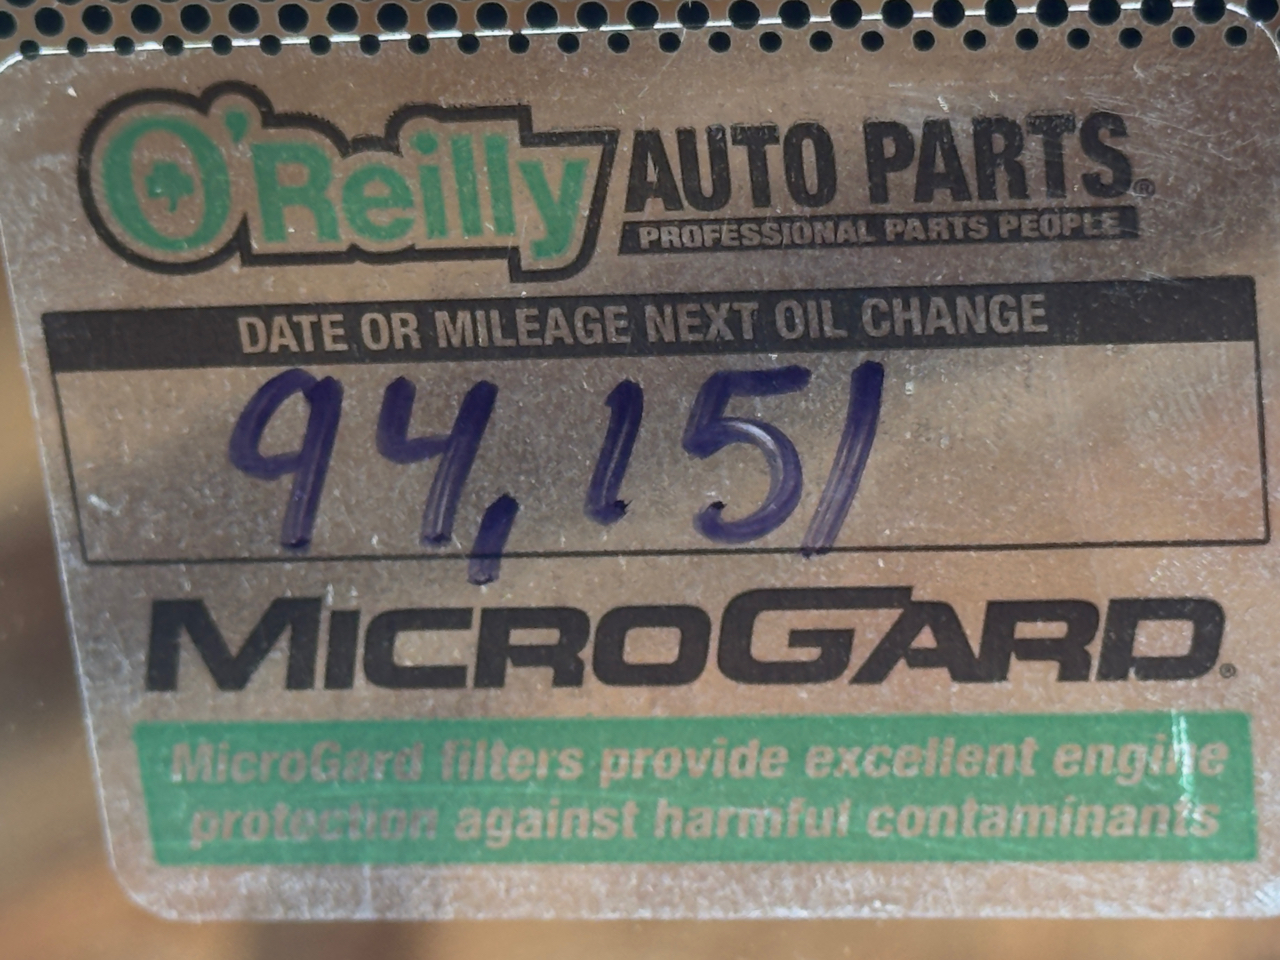 O'Reilly AUTO PARTS®
PROFESSIONAL PARTS PEOPLE
DATE OR MILEAGE NEXT OIL CHANGE
94,151
MICROGARD®
MicroGard filters provide excellent engine
protection against harmful contaminants